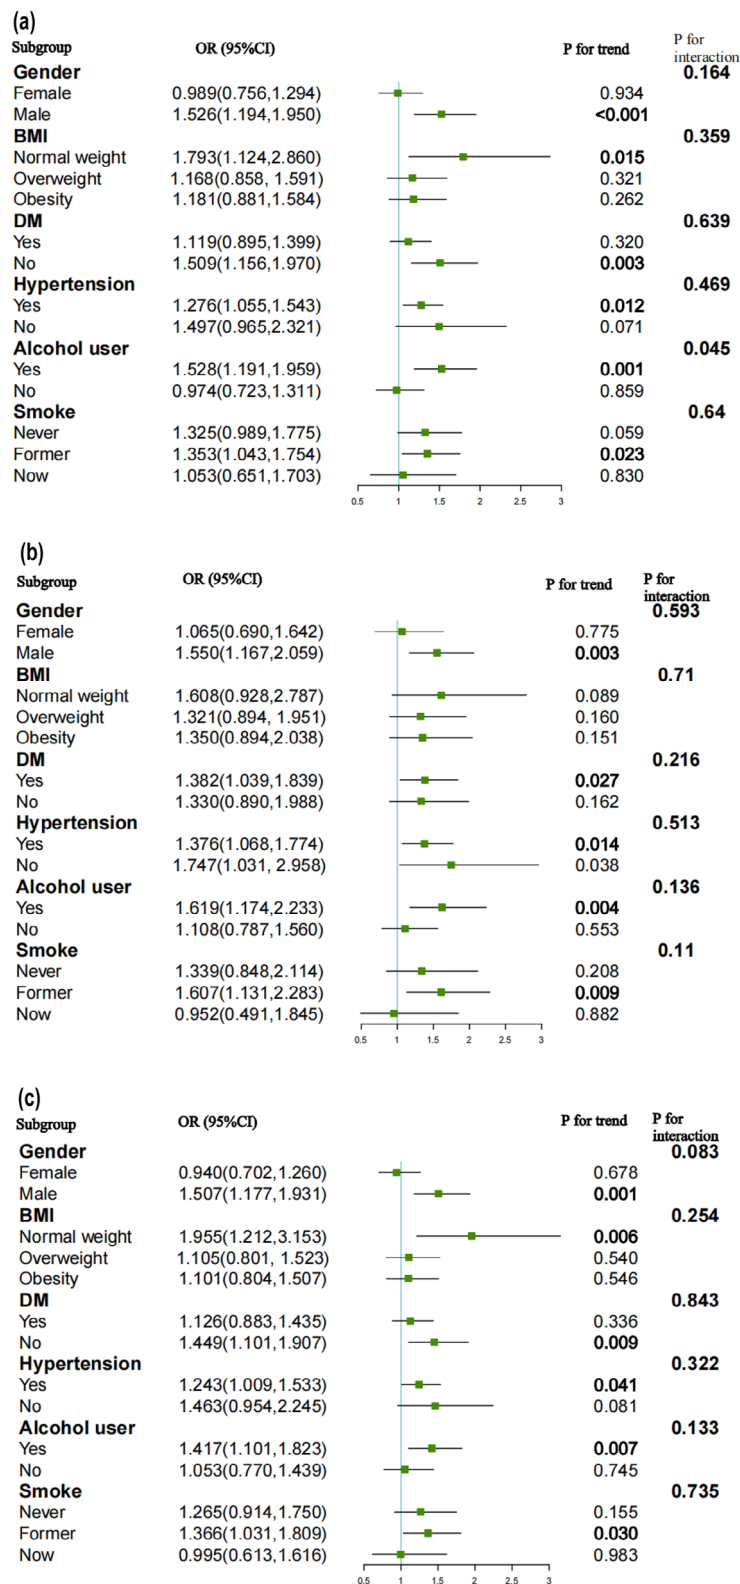 (a)
Subgroup OR (95%CI) P for trend P for interaction
Gender 0.164
Female 0.989(0.756,1.294) 0.934
Male 1.526(1.194,1.950) <0.001
BMI 0.359
Normal weight 1.793(1.124,2.860) 0.015
Overweight 1.168(0.858, 1.591) 0.321
Obesity 1.181(0.881,1.584) 0.262
DM 0.639
Yes 1.119(0.895,1.399) 0.320
No 1.509(1.156,1.970) 0.003
Hypertension 0.469
Yes 1.276(1.055,1.543) 0.012
No 1.497(0.965,2.321) 0.071
Alcohol user 0.045
Yes 1.528(1.191,1.959) 0.001
No 0.974(0.723,1.311) 0.859
Smoke 0.64
Never 1.325(0.989,1.775) 0.059
Former 1.353(1.043,1.754) 0.023
Now 1.053(0.651,1.703) 0.830
0.5 1 1.5 2 2.5 3
(b)
Subgroup OR (95%CI) P for trend P for interaction
Gender 0.593
Female 1.065(0.690,1.642) 0.775
Male 1.550(1.167,2.059) 0.003
BMI 0.71
Normal weight 1.608(0.928,2.787) 0.089
Overweight 1.321(0.894, 1.951) 0.160
Obesity 1.350(0.894,2.038) 0.151
DM 0.216
Yes 1.382(1.039,1.839) 0.027
No 1.330(0.890,1.988) 0.162
Hypertension 0.513
Yes 1.376(1.068,1.774) 0.014
No 1.747(1.031, 2.958) 0.038
Alcohol user 0.136
Yes 1.619(1.174,2.233) 0.004
No 1.108(0.787,1.560) 0.553
Smoke 0.11
Never 1.339(0.848,2.114) 0.208
Former 1.607(1.131,2.283) 0.009
Now 0.952(0.491,1.845) 0.882
0.5 1 1.5 2 2.5 3
(c)
Subgroup OR (95%CI) P for trend P for interaction
Gender 0.083
Female 0.940(0.702,1.260) 0.678
Male 1.507(1.177,1.931) 0.001
BMI 0.254
Normal weight 1.955(1.212,3.153) 0.006
Overweight 1.105(0.801, 1.523) 0.540
Obesity 1.101(0.804,1.507) 0.546
DM 0.843
Yes 1.126(0.883,1.435) 0.336
No 1.449(1.101,1.907) 0.009
Hypertension 0.322
Yes 1.243(1.009,1.533) 0.041
No 1.463(0.954,2.245) 0.081
Alcohol user 0.133
Yes 1.417(1.101,1.823) 0.007
No 1.053(0.770,1.439) 0.745
Smoke 0.735
Never 1.265(0.914,1.750) 0.155
Former 1.366(1.031,1.809) 0.030
Now 0.995(0.613,1.616) 0.983
0.5 1 1.5 2 2.5 3